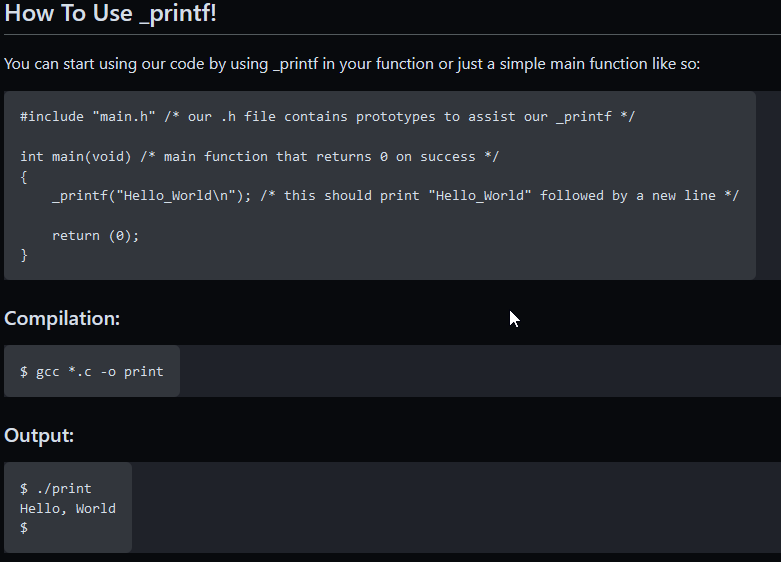 How To Use _printf!
You can start using our code by using _printf in your function or just a simple main function like so:
#include "main.h" /* our .h file contains prototypes to assist our _printf */
int main(void) /* main function that returns 0 on success */
{
    _printf("Hello_World\n"); /* this should print "Hello_World" followed by a new line */
    return (0);
}
Compilation:
$ gcc *.c -o print
Output:
$ ./print
Hello, World
$